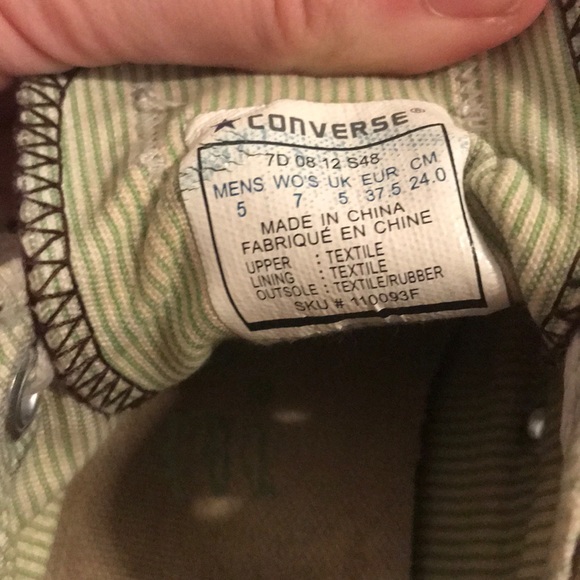 ★ CONVERSE®
7D 08 12 S48
MENS WO'S UK EUR CM
5 7 5 37.5 24.0
MADE IN CHINA
FABRIQUÉ EN CHINE
UPPER : TEXTILE
LINING : TEXTILE
OUTSOLE : TEXTILE/RUBBER
SKU # 110093F